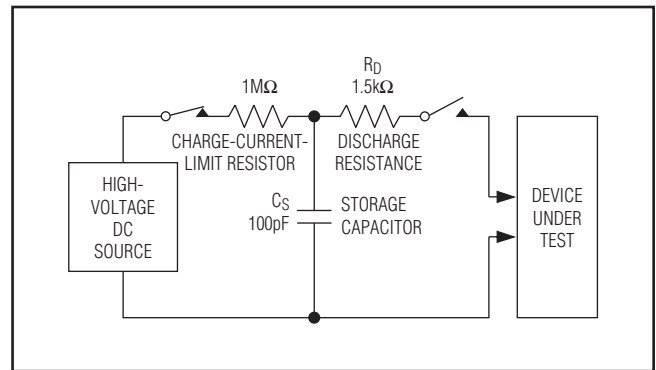 R_D
1MΩ
1.5kΩ
CHARGE-CURRENT-
LIMIT RESISTOR
DISCHARGE
RESISTANCE
HIGH-
VOLTAGE
DC
SOURCE
C_S
100pF
STORAGE
CAPACITOR
DEVICE
UNDER
TEST